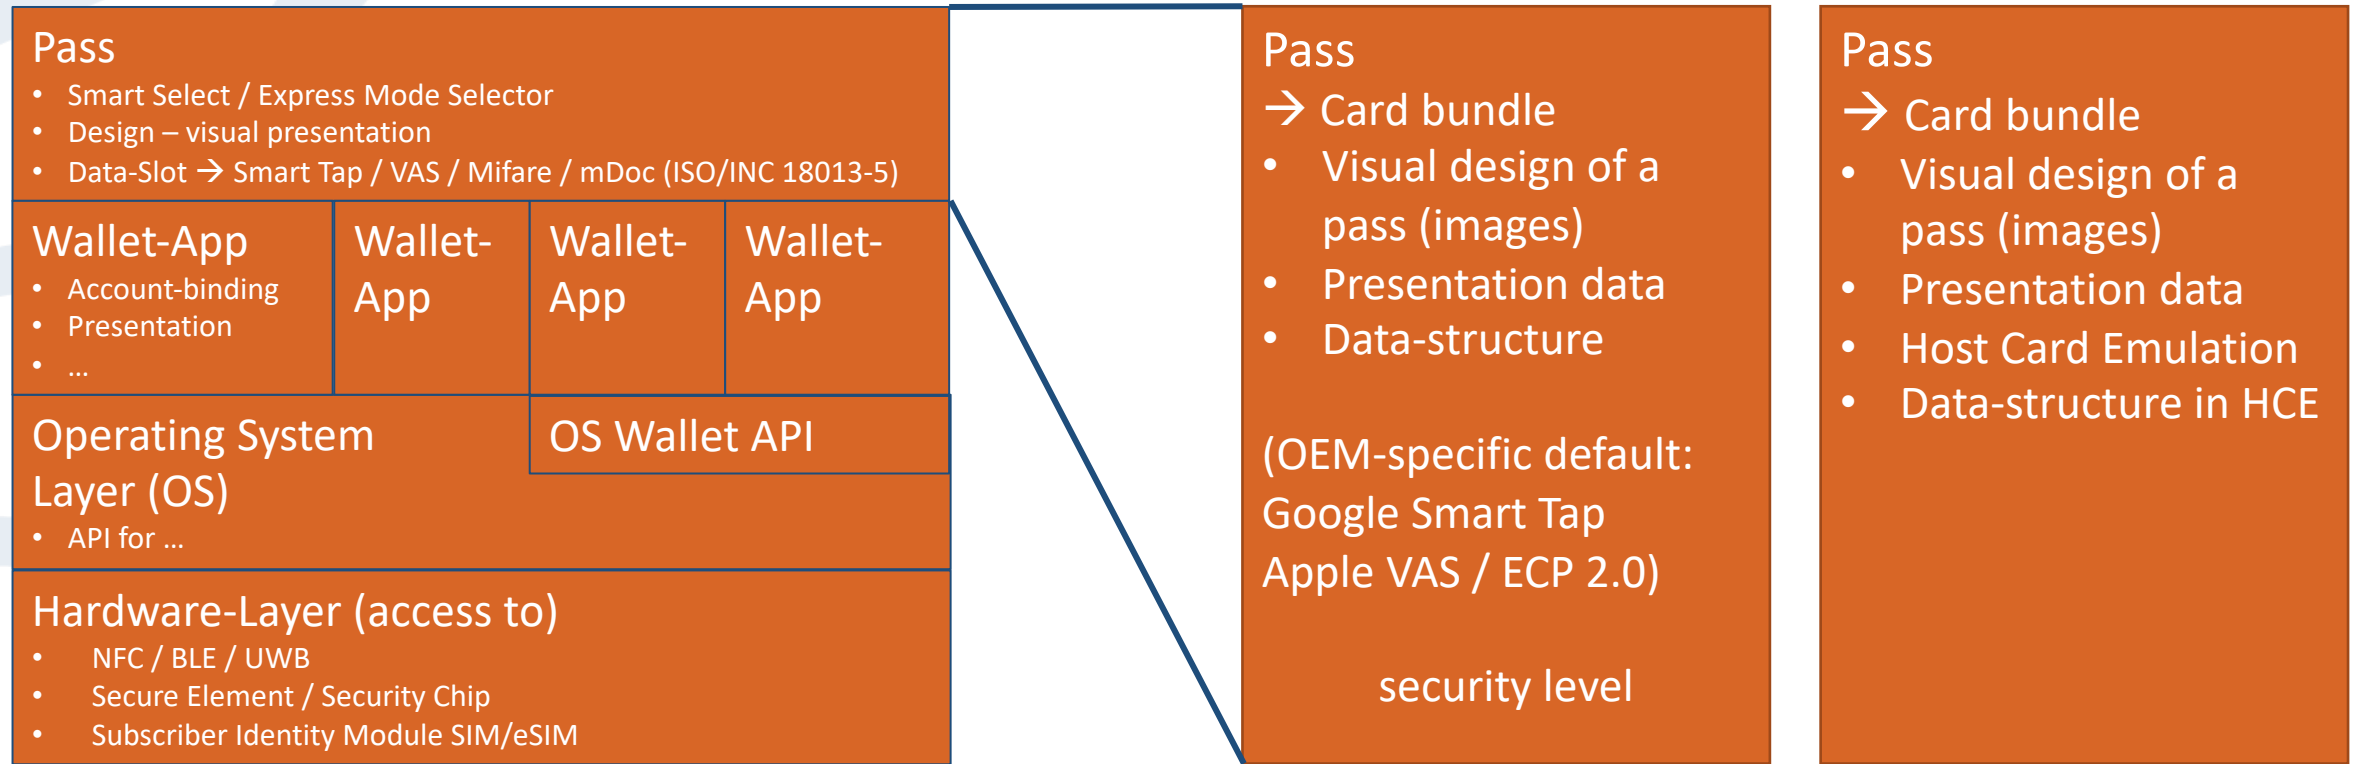 Pass
• Smart Select / Express Mode Selector
• Design – visual presentation
• Data-Slot → Smart Tap / VAS / Mifare / mDoc (ISO/INC 18013-5)
Wallet-App
• Account-binding
• Presentation
• ...
Wallet-
App
Wallet-
App
Wallet-
App
Operating System
Layer (OS)
• API for ...
OS Wallet API
Hardware-Layer (access to)
• NFC / BLE / UWB
• Secure Element / Security Chip
• Subscriber Identity Module SIM/eSIM
Pass
→ Card bundle
• Visual design of a
pass (images)
• Presentation data
• Data-structure
(OEM-specific default:
Google Smart Tap
Apple VAS / ECP 2.0)
security level
Pass
→ Card bundle
• Visual design of a
pass (images)
• Presentation data
• Host Card Emulation
• Data-structure in HCE